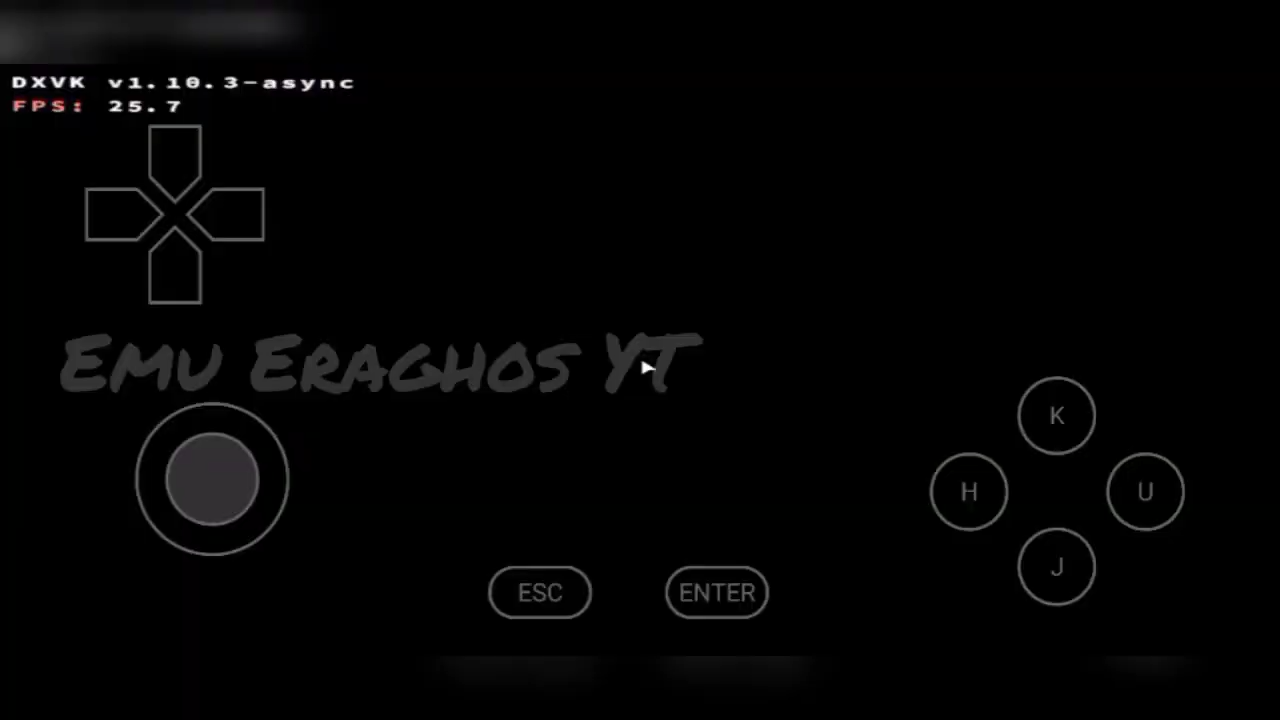 DXVK v1.10.3-async
FPS: 25.7
Emu Eraghos YT
K
H
U
J
ESC
ENTER